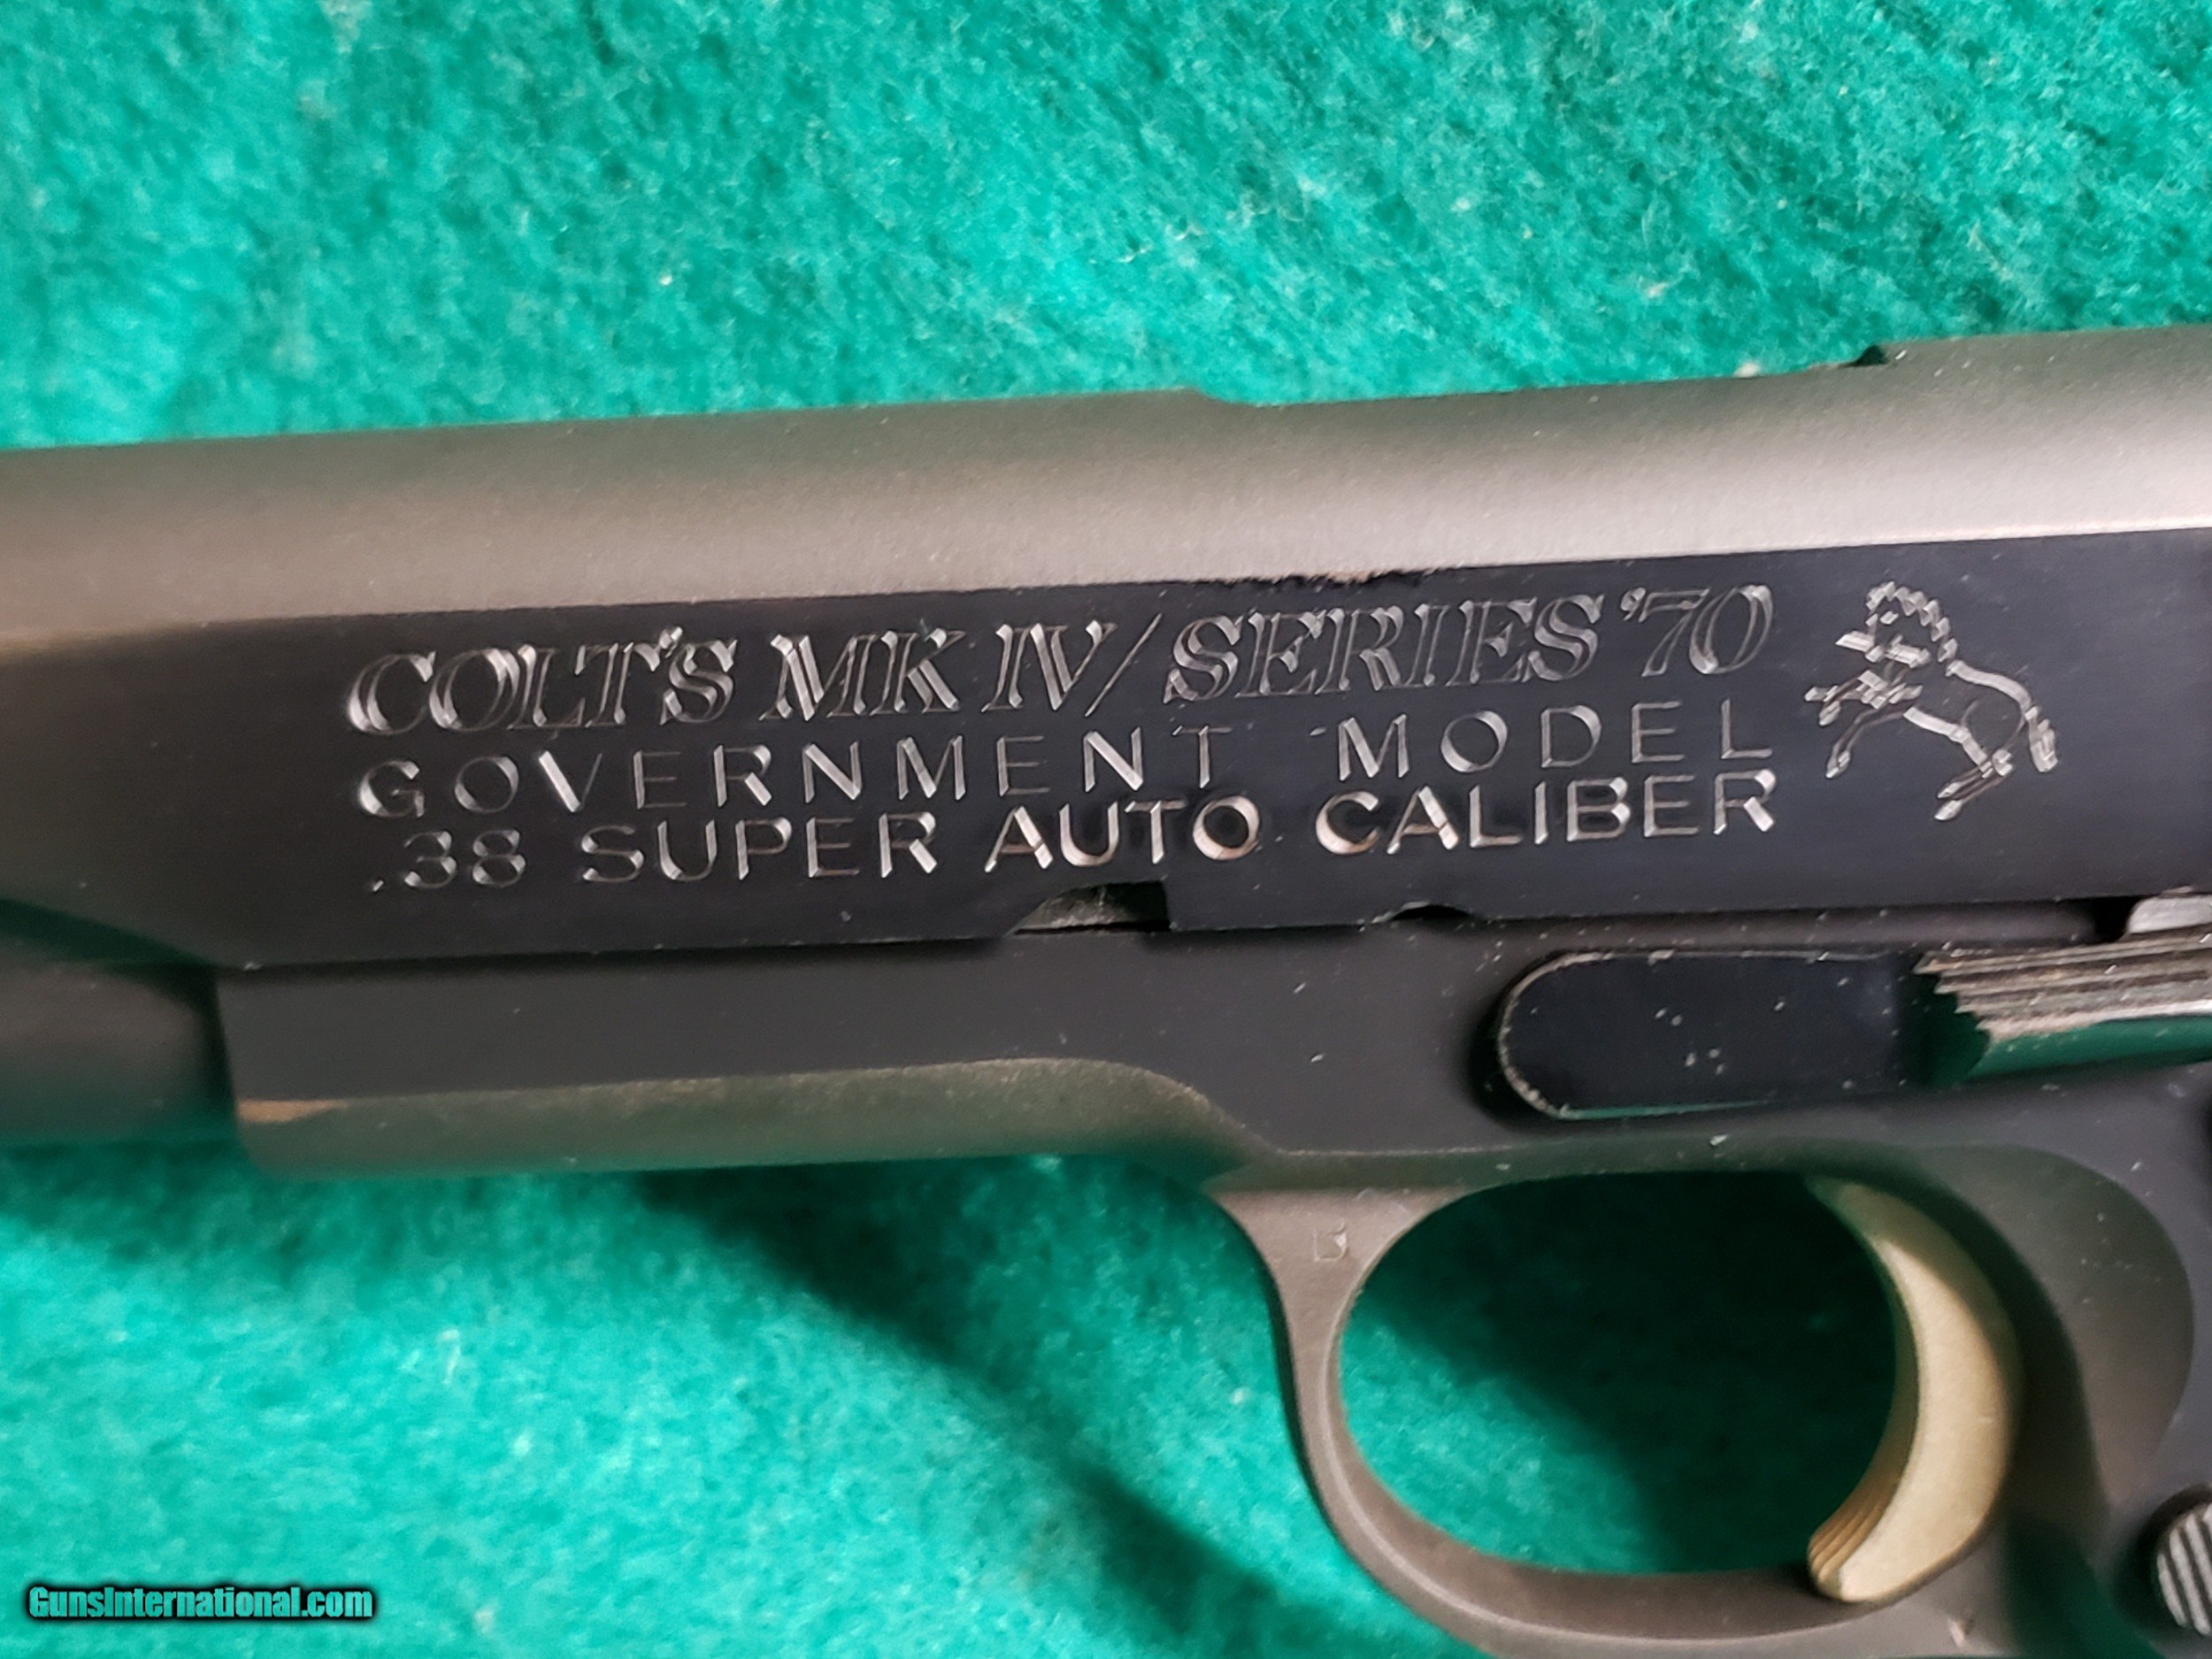 COLT'S MK IV/SERIES '70
GOVERNMENT MODEL
.38 SUPER AUTO CALIBER
GunsInternational.com